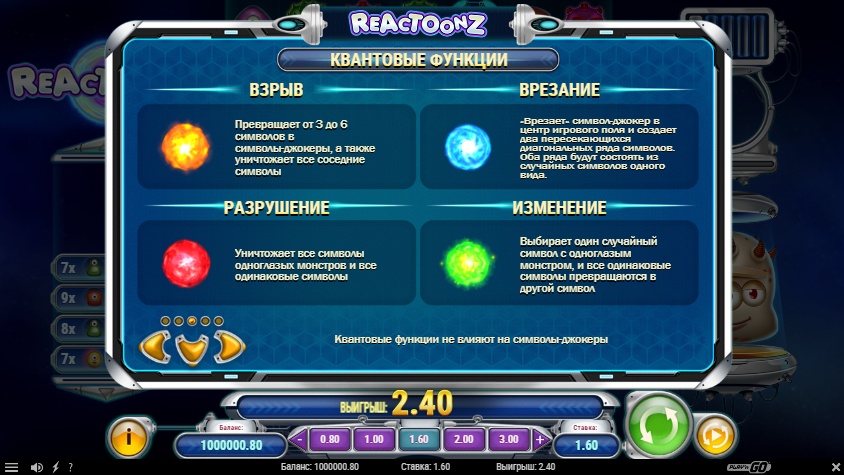 REACTOONZ
КВАНТОВЫЕ ФУНКЦИИ
ВЗРЫВ
Превращает от 3 до 6
символов в
символы-джокеры, а также
уничтожает все соседние
символы
ВРЕЗАНИЕ
«Врезает» символ-джокер в
центр игрового поля и создает
два пересекающихся
диагональных ряда символов.
Оба ряда будут состоять из
случайных символов одного
вида.
РАЗРУШЕНИЕ
Уничтожает все символы
одноглазых монстров и все
одинаковые символы
ИЗМЕНЕНИЕ
Выбирает один случайный
символ с одноглазым
монстром, и все одинаковые
символы превращаются в
другой символ
Квантовые функции не влияют на символы-джокеры
REACTO
7x
9x
8x
7x
ВЫИГРЫШ: 2.40
Баланс:
1000000.80
- 0.80 1.00 1.60 2.00 3.00 +
Ставка:
1.60
i
? Баланс: 1000000.80 Ставка: 1.60 Выигрыш: 2.40 PLAY'N GO